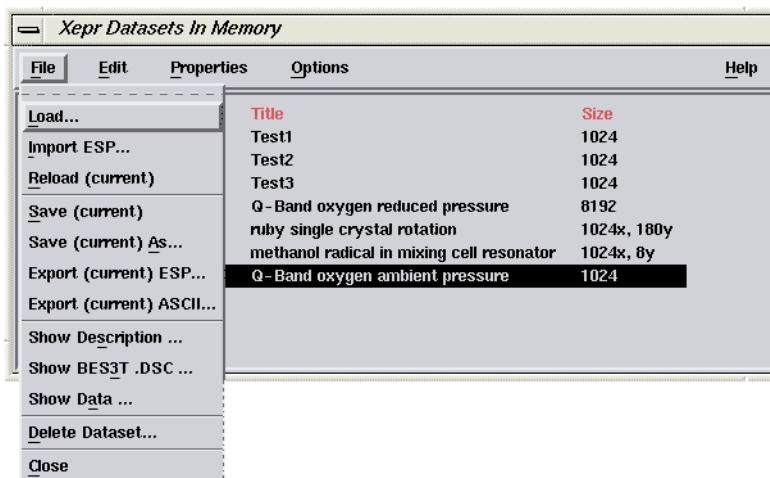 Xepr Datasets In Memory
File Edit Properties Options Help
Load...
Import ESP...
Reload (current)
Save (current)
Save (current) As...
Export (current) ESP...
Export (current) ASCII...
Show Description ...
Show BES3T .DSC ...
Show Data ...
Delete Dataset...
Close
Title Size
Test1 1024
Test2 1024
Test3 1024
Q-Band oxygen reduced pressure 8192
ruby single crystal rotation 1024x, 180y
methanol radical in mixing cell resonator 1024x, 8y
Q-Band oxygen ambient pressure 1024